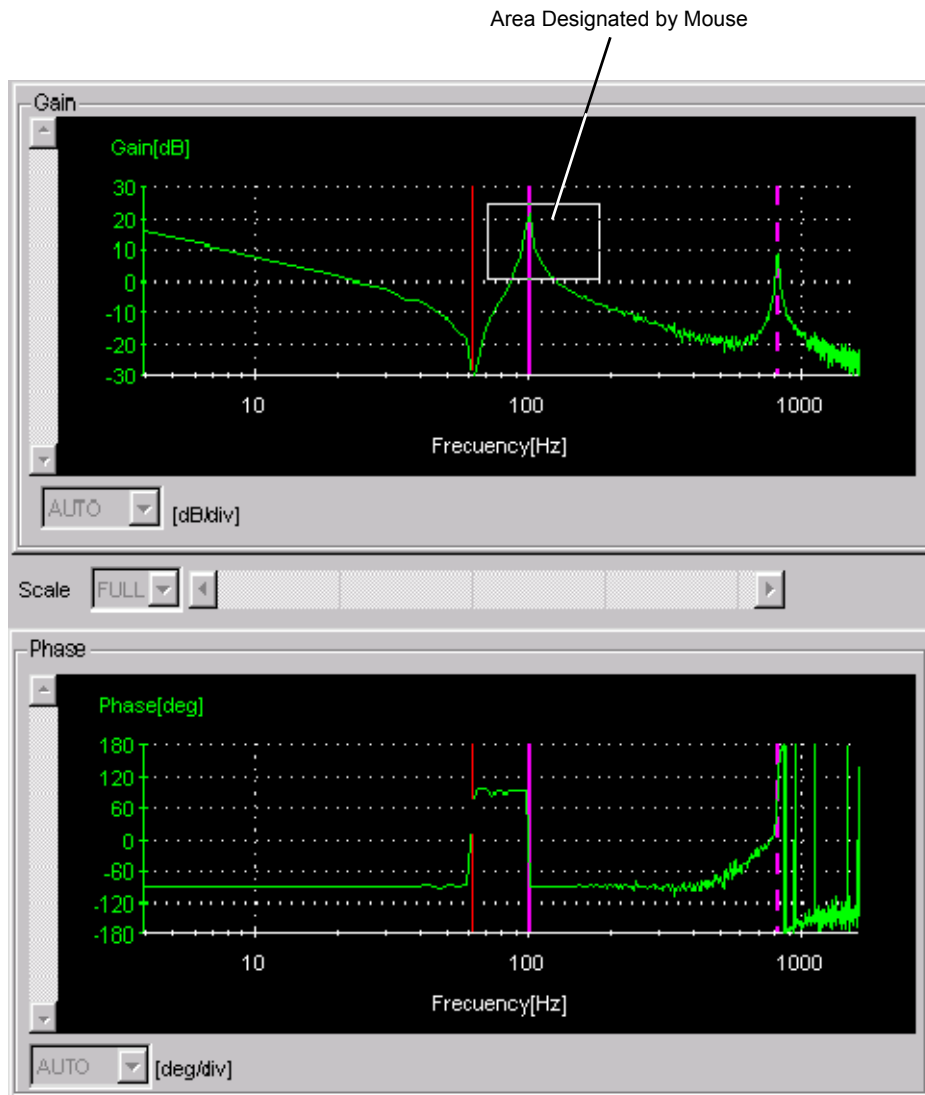 Area Designated by Mouse
Gain
Gain[dB]
30
20
10
0
-10
-20
-30
10 100 1000
Frecuency[Hz]
AUTO [dB/div]
Scale FULL
Phase
Phase[deg]
180
120
60
0
-60
-120
-180
10 100 1000
Frecuency[Hz]
AUTO [deg/div]